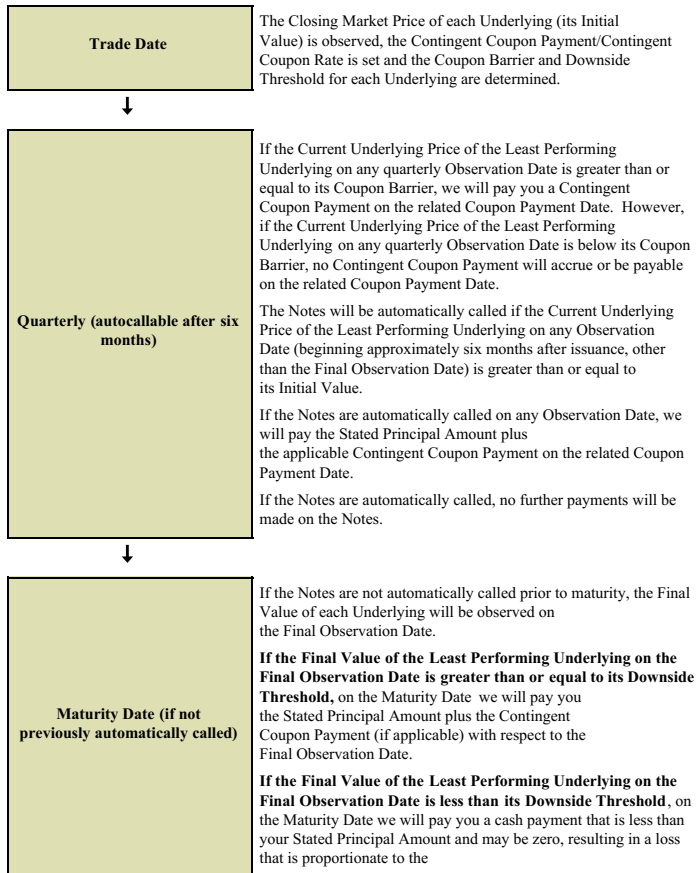 Trade Date
The Closing Market Price of each Underlying (its Initial
Value) is observed, the Contingent Coupon Payment/Contingent
Coupon Rate is set and the Coupon Barrier and Downside
Threshold for each Underlying are determined.
↓
Quarterly (autocallable after six
months)
If the Current Underlying Price of the Least Performing
Underlying on any quarterly Observation Date is greater than or
equal to its Coupon Barrier, we will pay you a Contingent
Coupon Payment on the related Coupon Payment Date. However,
if the Current Underlying Price of the Least Performing
Underlying on any quarterly Observation Date is below its Coupon
Barrier, no Contingent Coupon Payment will accrue or be payable
on the related Coupon Payment Date.
The Notes will be automatically called if the Current Underlying
Price of the Least Performing Underlying on any Observation
Date (beginning approximately six months after issuance, other
than the Final Observation Date) is greater than or equal to
its Initial Value.
If the Notes are automatically called on any Observation Date, we
will pay the Stated Principal Amount plus
the applicable Contingent Coupon Payment on the related Coupon
Payment Date.
If the Notes are automatically called, no further payments will be
made on the Notes.
↓
Maturity Date (if not
previously automatically called)
If the Notes are not automatically called prior to maturity, the Final
Value of each Underlying will be observed on
the Final Observation Date.
If the Final Value of the Least Performing Underlying on the
Final Observation Date is greater than or equal to its Downside
Threshold, on the Maturity Date we will pay you
the Stated Principal Amount plus the Contingent
Coupon Payment (if applicable) with respect to the
Final Observation Date.
If the Final Value of the Least Performing Underlying on the
Final Observation Date is less than its Downside Threshold, on
the Maturity Date we will pay you a cash payment that is less than
your Stated Principal Amount and may be zero, resulting in a loss
that is proportionate to the